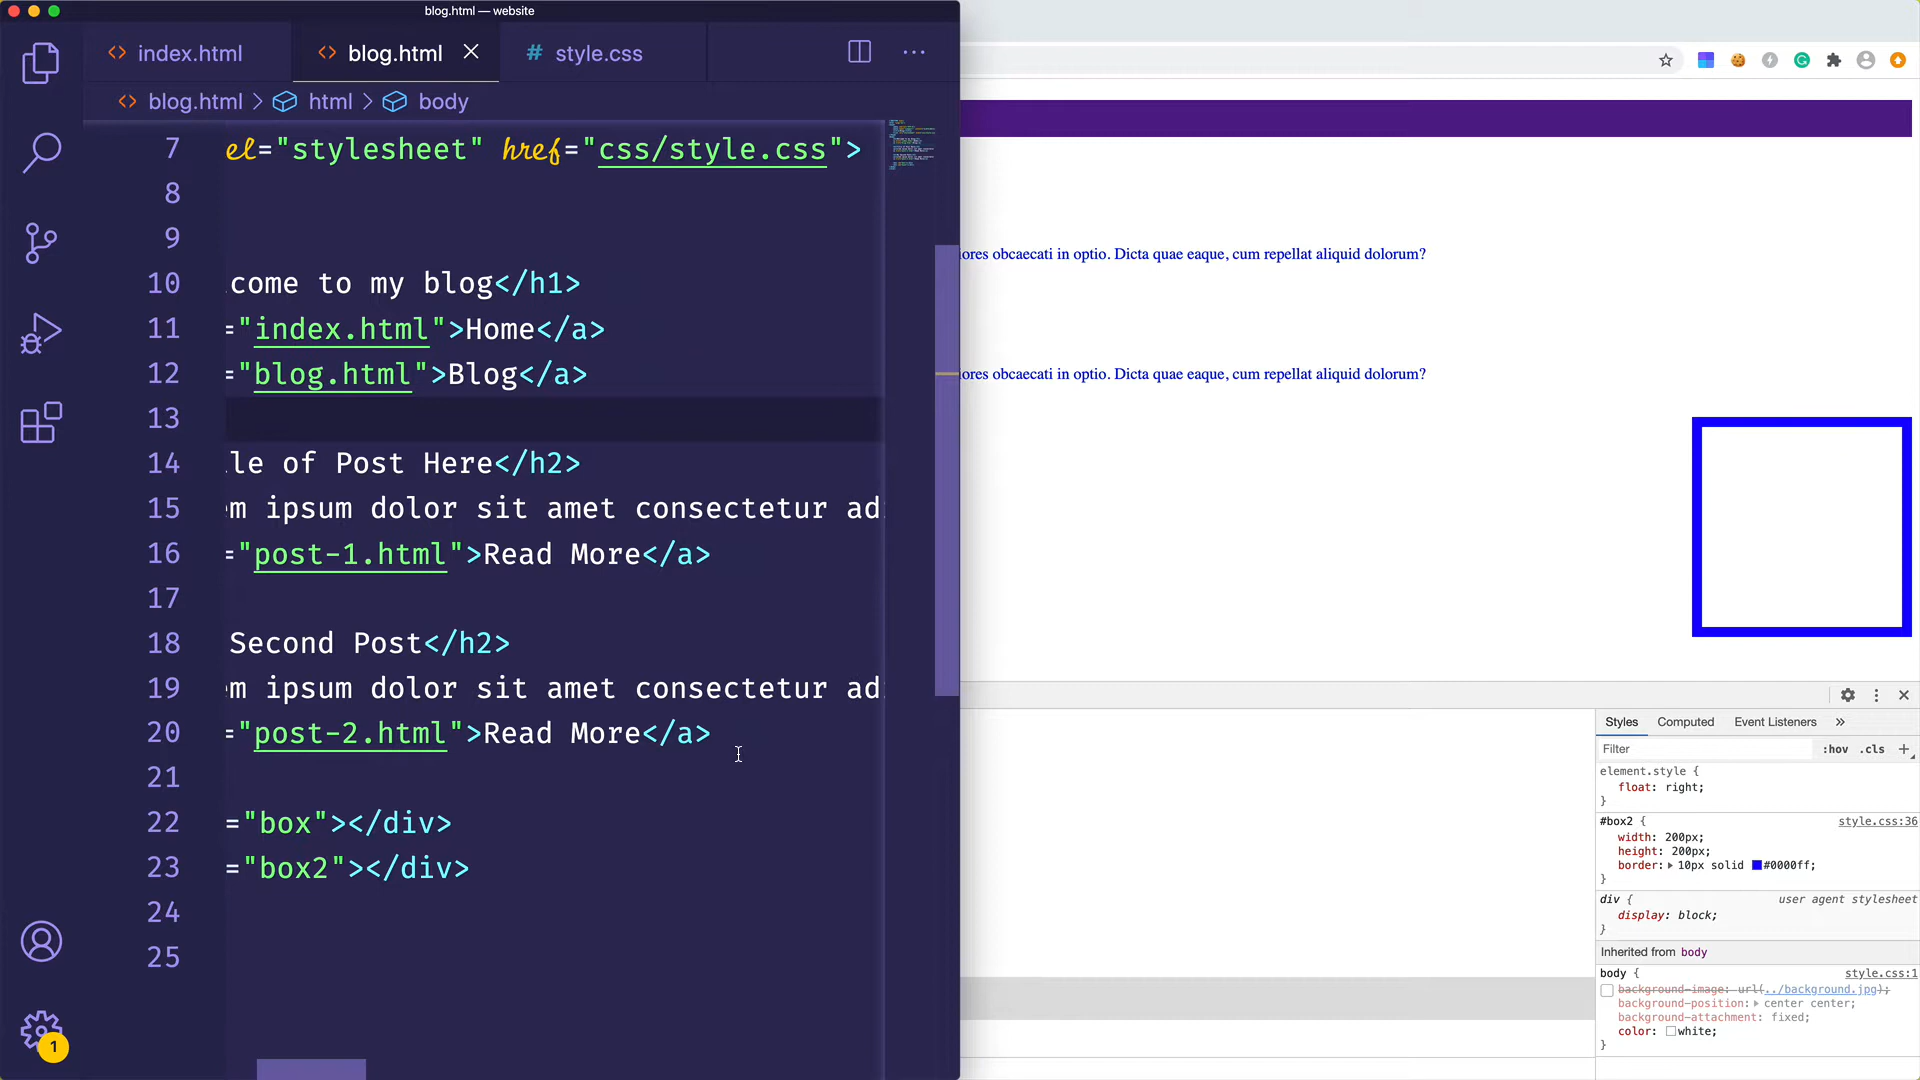 blog.html — website
index.html
blog.html
style.css
blog.html > html > body
7 el="stylesheet" href="css/style.css">
8
9
10 come to my blog</h1>
11 ="index.html">Home</a>
12 ="blog.html">Blog</a>
13
14 le of Post Here</h2>
15 m ipsum dolor sit amet consectetur ad
16 ="post-1.html">Read More</a>
17
18 Second Post</h2>
19 m ipsum dolor sit amet consectetur ad
20 ="post-2.html">Read More</a>
21
22 ="box"></div>
23 ="box2"></div>
24
25
1
ores obcaecati in optio. Dicta quae eaque, cum repellat aliquid dolorum?
ores obcaecati in optio. Dicta quae eaque, cum repellat aliquid dolorum?
Styles Computed Event Listeners »
Filter :hov .cls +
element.style {
float: right;
}
#box2 { style.css:36
width: 200px;
height: 200px;
border: 10px solid #0000ff;
}
div { user agent stylesheet
display: block;
}
Inherited from body
body { style.css:1
background-image: url(../background.jpg);
background-position: center center;
background-attachment: fixed;
color: white;
}